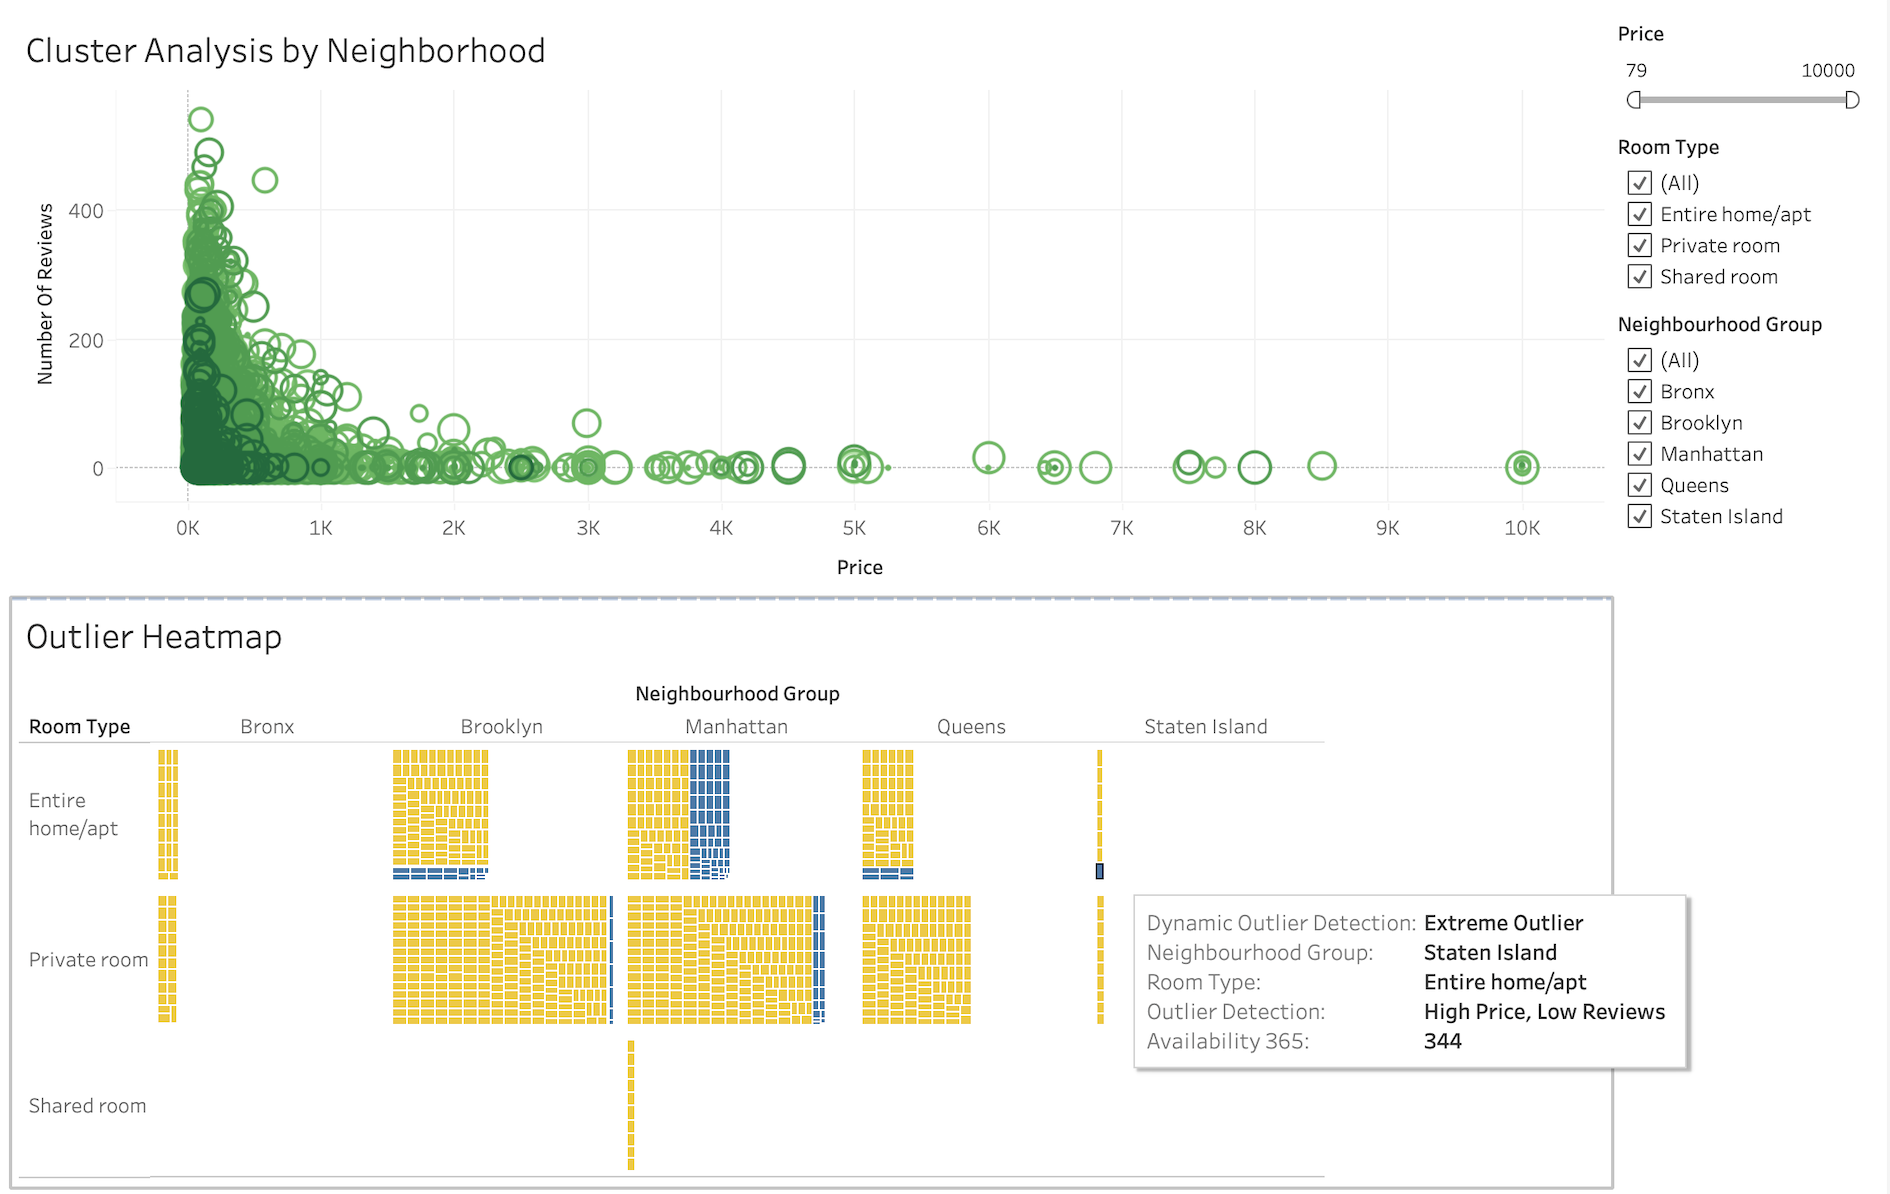 Cluster Analysis by Neighborhood
Number Of Reviews
400
200
0
0K 1K 2K 3K 4K 5K 6K 7K 8K 9K 10K
Price
Price
79 10000
Room Type
(All)
Entire home/apt
Private room
Shared room
Neighbourhood Group
(All)
Bronx
Brooklyn
Manhattan
Queens
Staten Island
Outlier Heatmap
Neighbourhood Group
Room Type Bronx Brooklyn Manhattan Queens Staten Island
Entire
home/apt
Private room
Shared room
Dynamic Outlier Detection: Extreme Outlier
Neighbourhood Group: Staten Island
Room Type: Entire home/apt
Outlier Detection: High Price, Low Reviews
Availability 365: 344